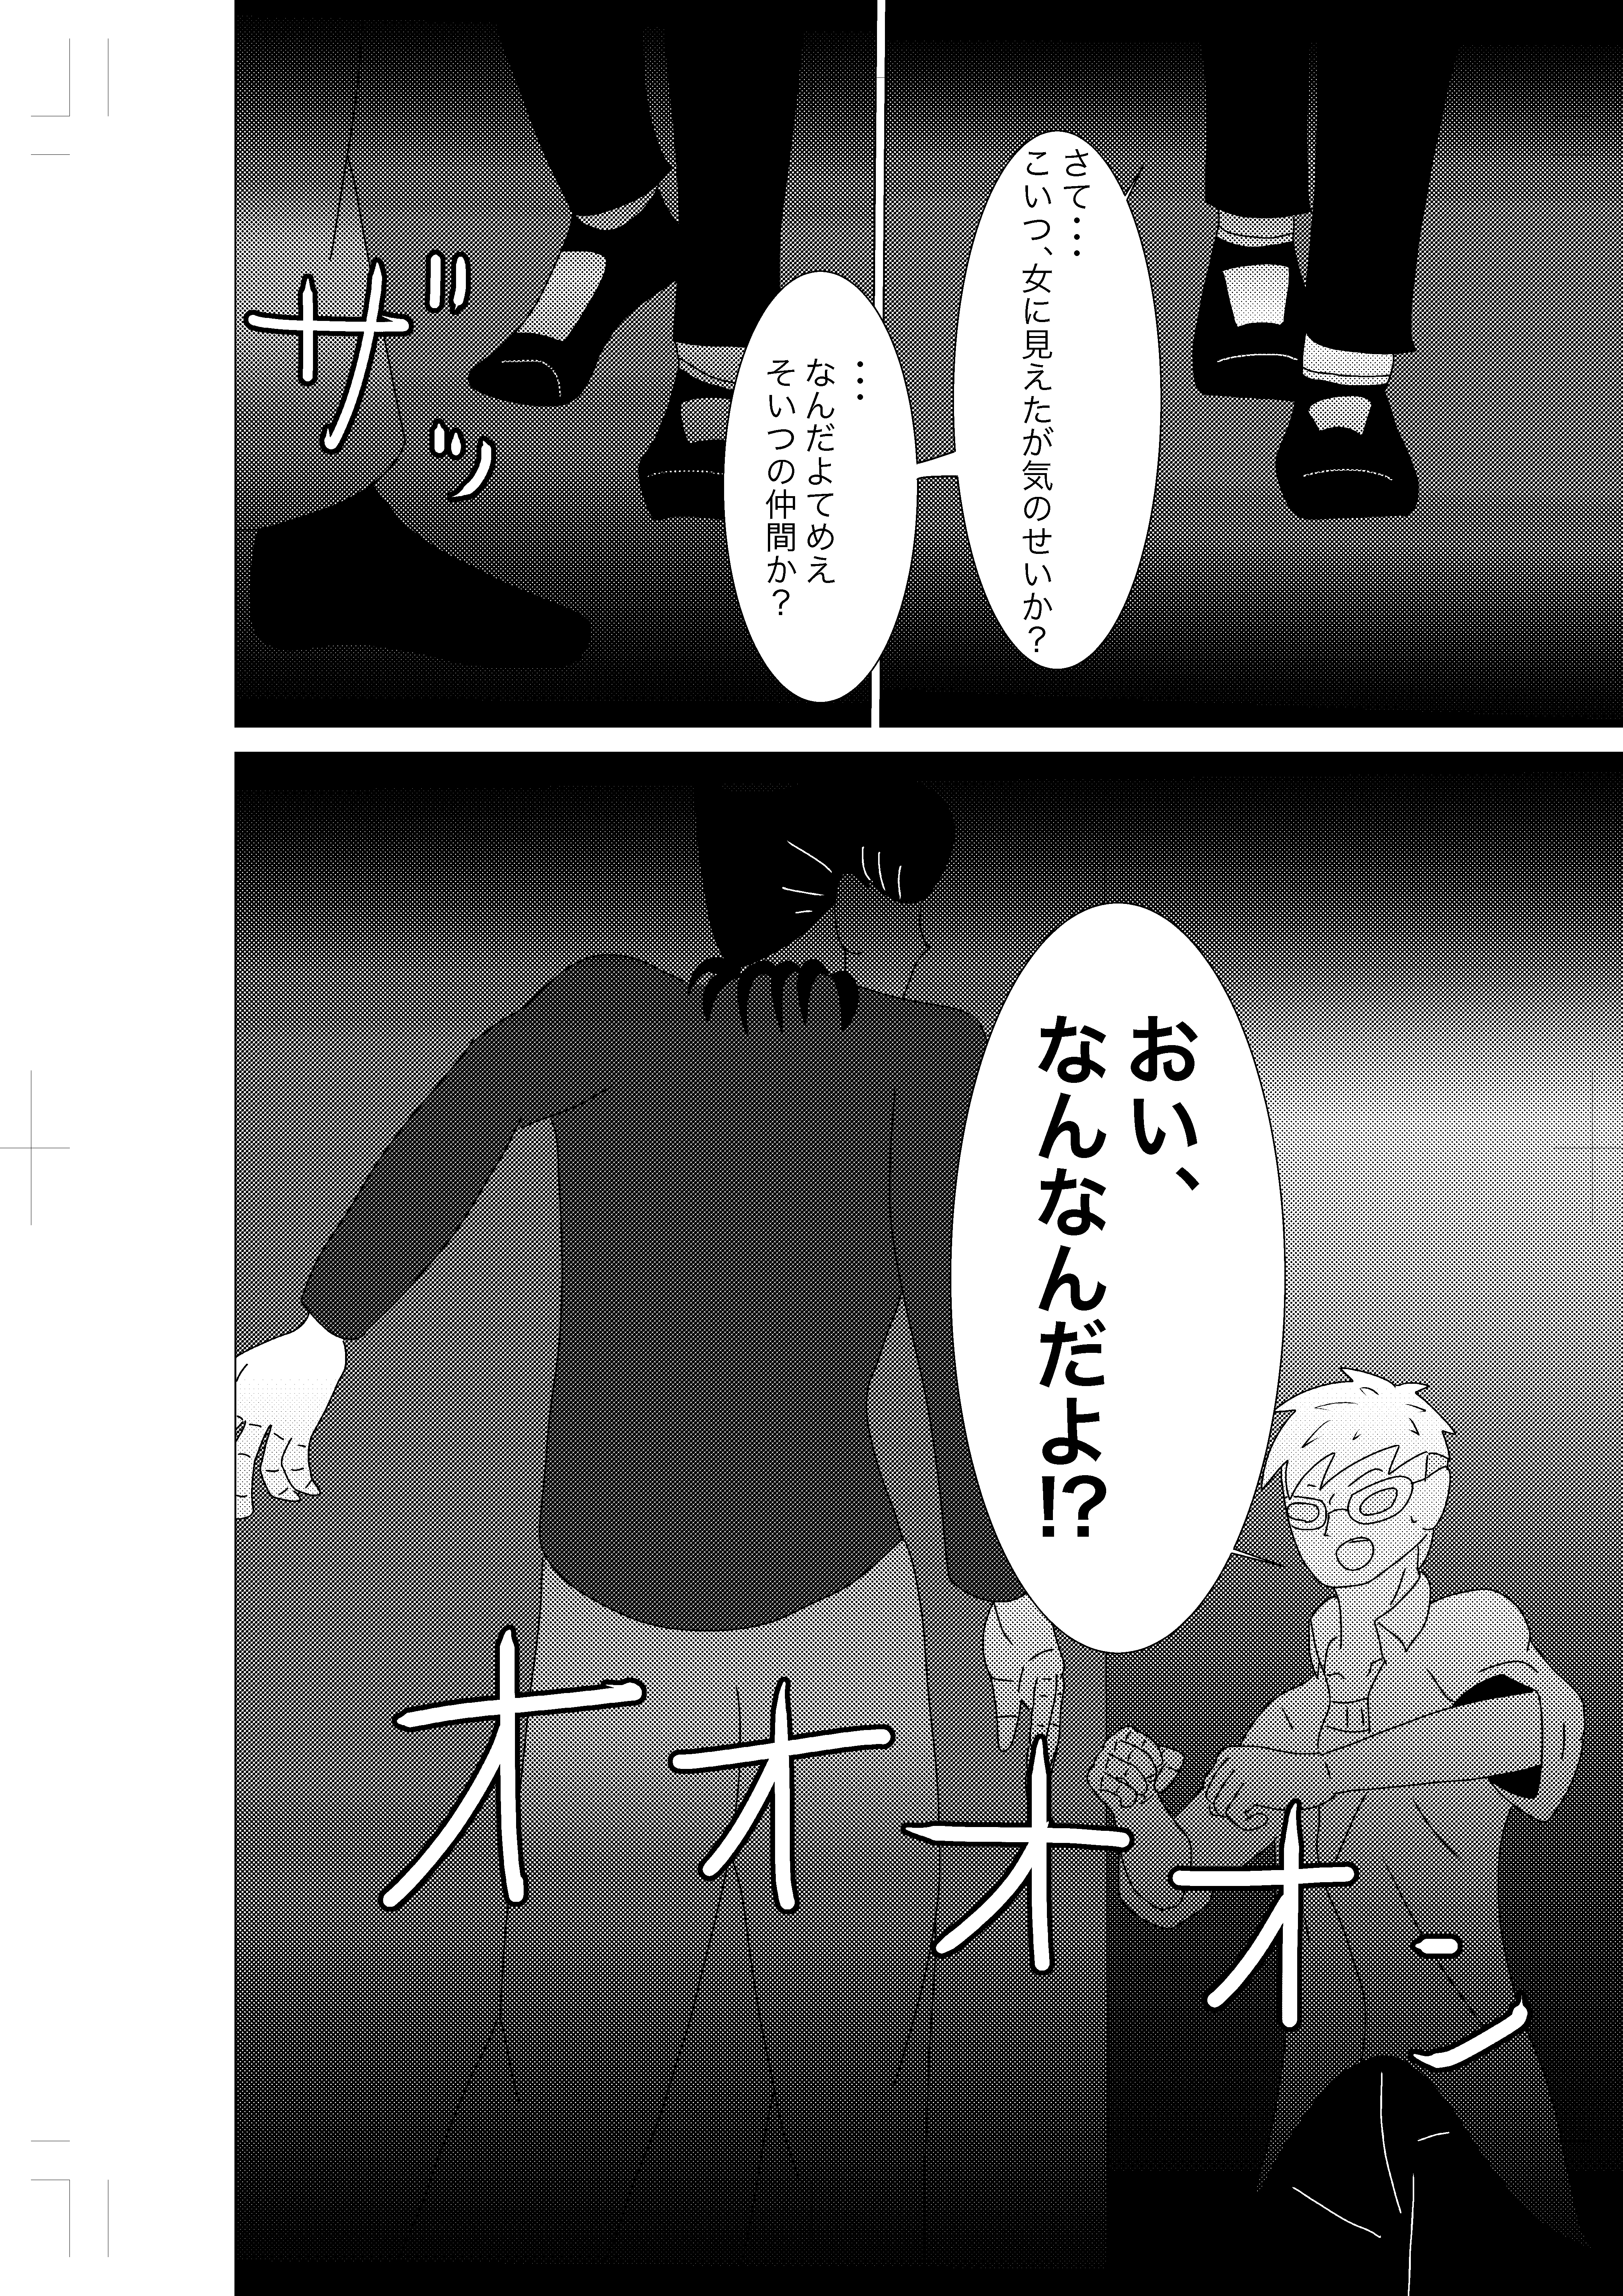 さて・・・
こいつ、女に見えたが気のせいか？
・・・
なんだよてめえ
そいつの仲間か？
ザッ
おい、
なんなんだよ!?
オオオオン